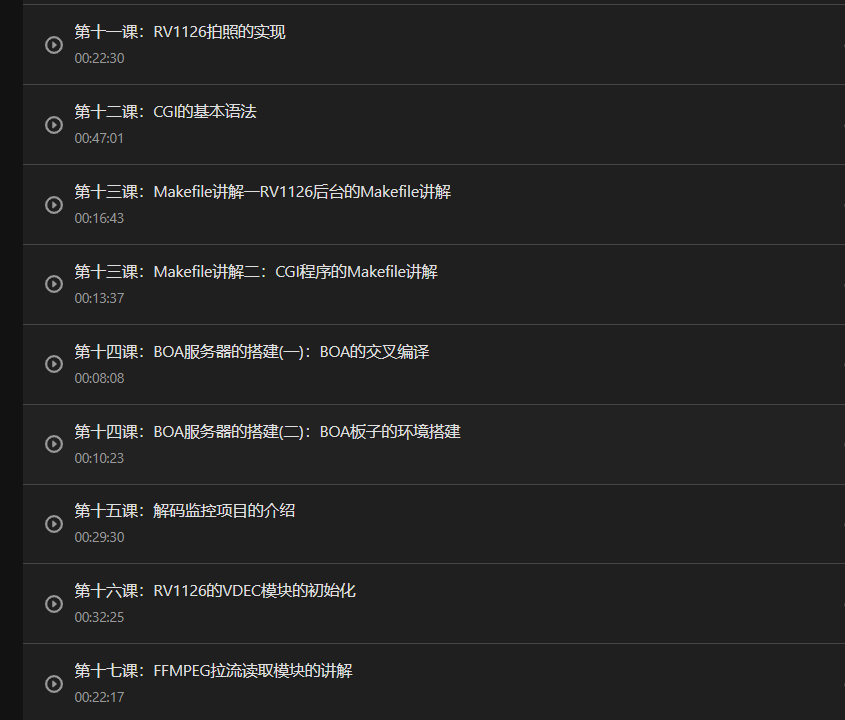 第十一课：RV1126拍照的实现
00:22:30
第十二课：CGI的基本语法
00:47:01
第十三课：Makefile讲解一RV1126后台的Makefile讲解
00:16:43
第十三课：Makefile讲解二：CGI程序的Makefile讲解
00:13:37
第十四课：BOA服务器的搭建(一)：BOA的交叉编译
00:08:08
第十四课：BOA服务器的搭建(二)：BOA板子的环境搭建
00:10:23
第十五课：解码监控项目的介绍
00:29:30
第十六课：RV1126的VDEC模块的初始化
00:32:25
第十七课：FFMPEG拉流读取模块的讲解
00:22:17